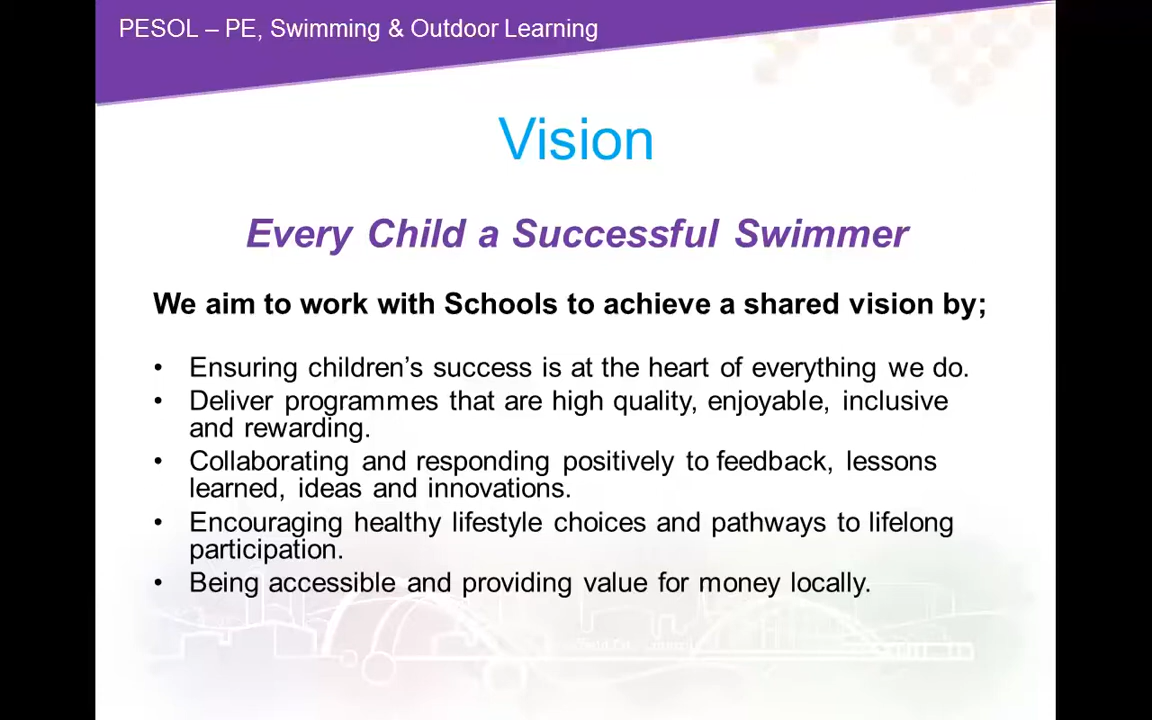 PESOL – PE, Swimming & Outdoor Learning
Vision
Every Child a Successful Swimmer
We aim to work with Schools to achieve a shared vision by;
• Ensuring children’s success is at the heart of everything we do.
• Deliver programmes that are high quality, enjoyable, inclusive
and rewarding.
• Collaborating and responding positively to feedback, lessons
learned, ideas and innovations.
• Encouraging healthy lifestyle choices and pathways to lifelong
participation.
• Being accessible and providing value for money locally.